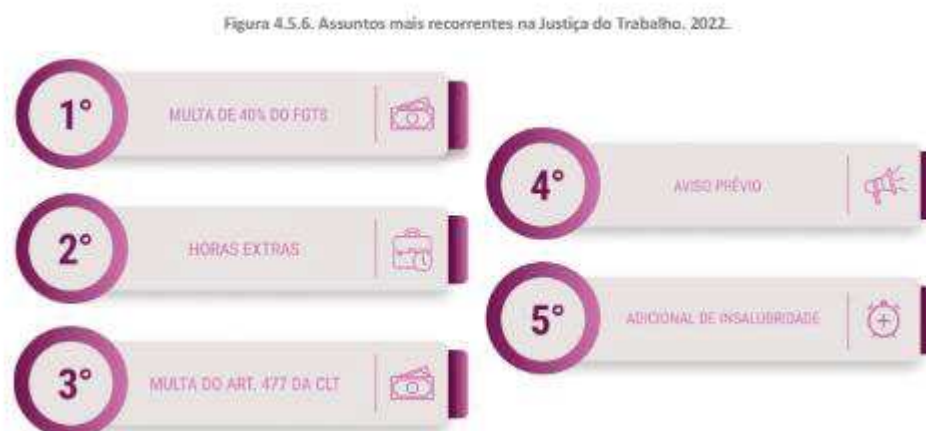 Figura 4.5.6. Assuntos mais recorrentes na Justiça do Trabalho. 2022.
1°
MULTA DE 40% DO FGTS
2°
HORAS EXTRAS
3°
MULTA DO ART. 477 DA CLT
4°
AVISO PRÉVIO
5°
ADICIONAL DE INSALUBRIDADE